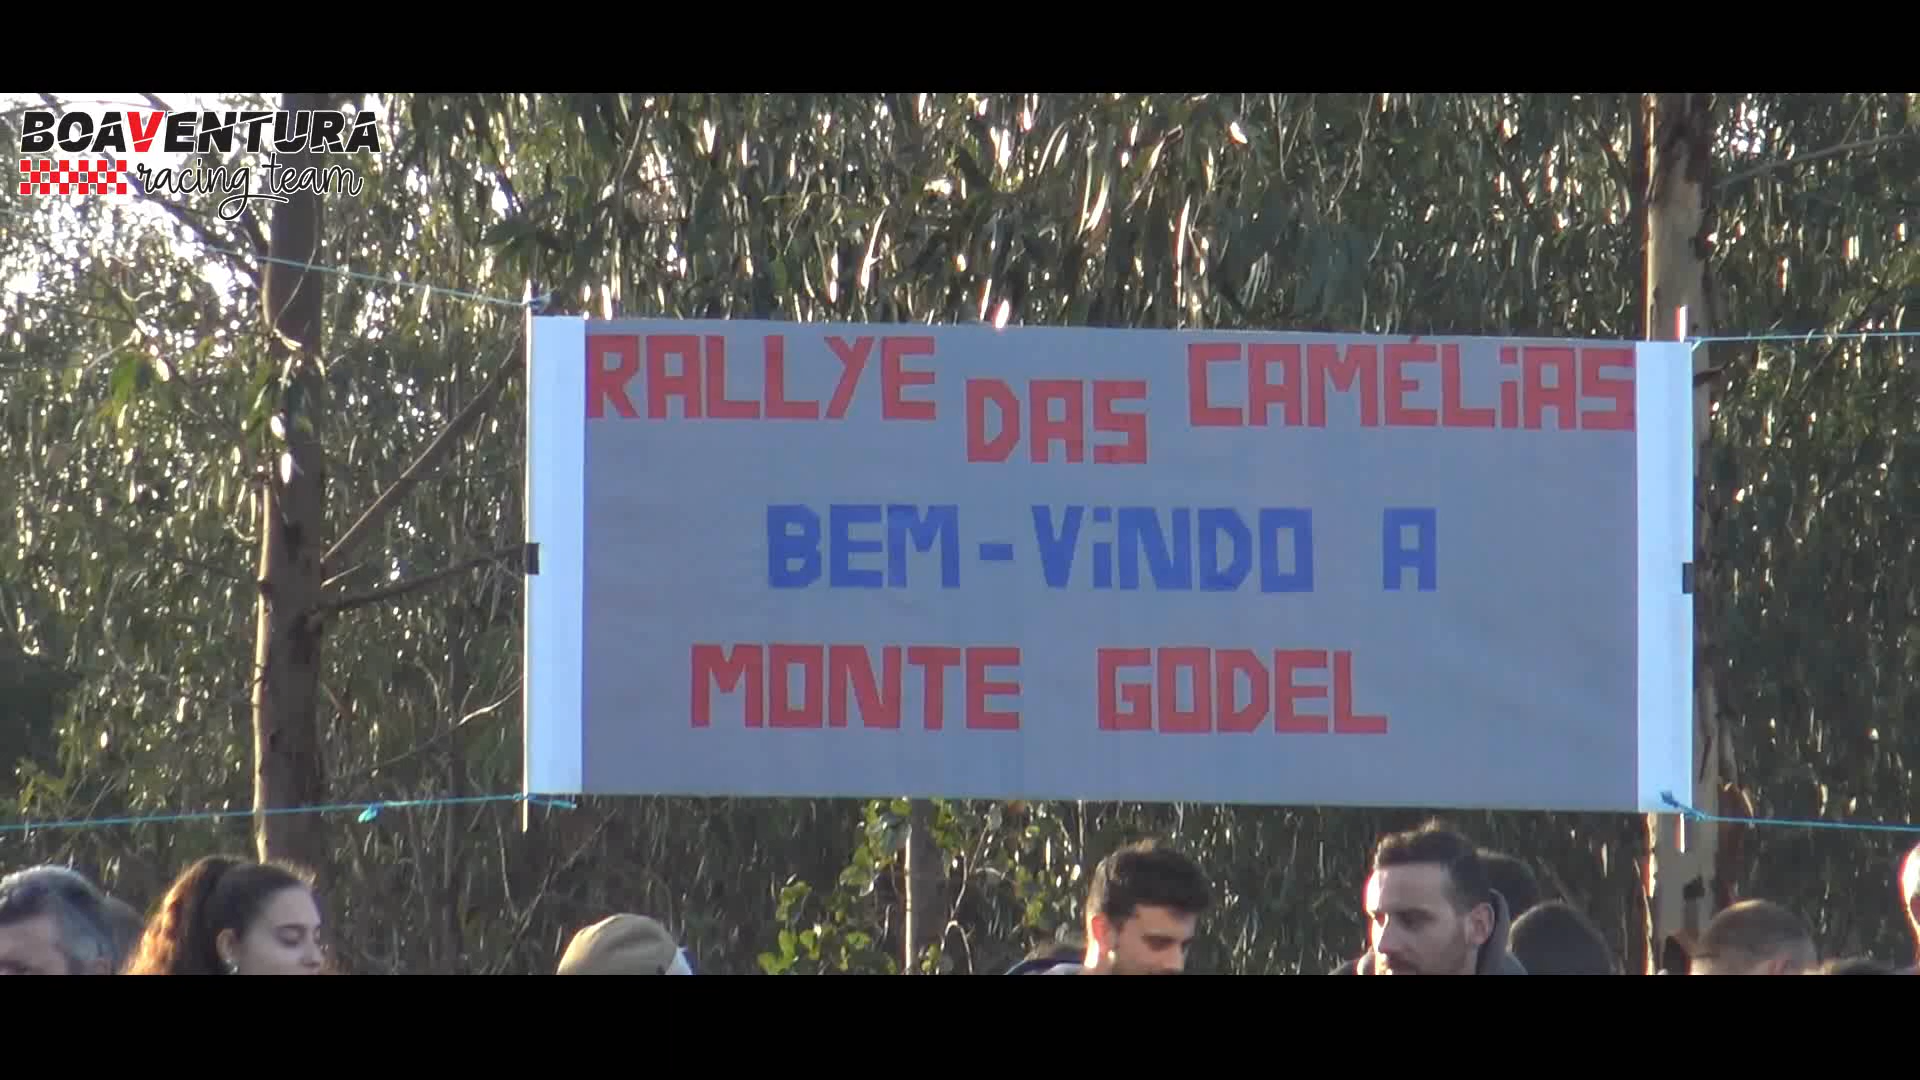 BOAVENTURA
racing team
RALLYE DAS CAMÉLiAS
BEM-ViNDO A
MONTE GODEL